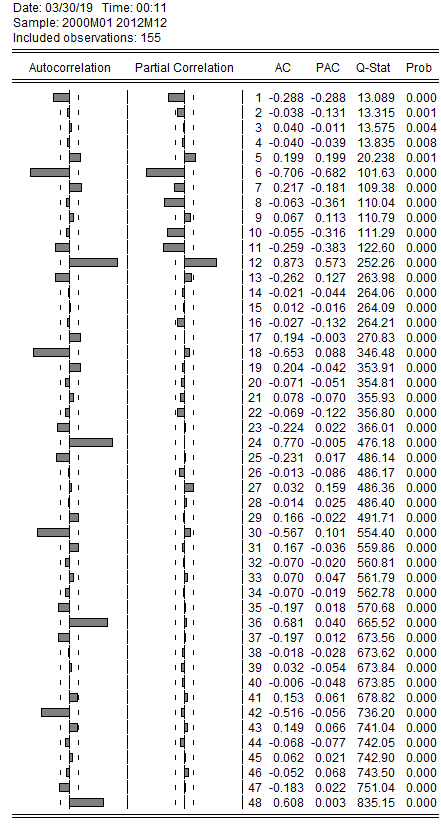 Date: 03/30/19 Time: 00:11
Sample: 2000M01 2012M12
Included observations: 155
Autocorrelation Partial Correlation AC PAC Q-Stat Prob
1 -0.288 -0.288 13.089 0.000
2 -0.038 -0.131 13.315 0.001
3 0.040 -0.011 13.575 0.004
4 -0.040 -0.039 13.835 0.008
5 0.199 0.199 20.238 0.001
6 -0.706 -0.682 101.63 0.000
7 0.217 -0.181 109.38 0.000
8 -0.063 -0.361 110.04 0.000
9 0.067 0.113 110.79 0.000
10 -0.055 -0.316 111.29 0.000
11 -0.259 -0.383 122.60 0.000
12 0.873 0.573 252.26 0.000
13 -0.262 0.127 263.98 0.000
14 -0.021 -0.044 264.06 0.000
15 0.012 -0.016 264.09 0.000
16 -0.027 -0.132 264.21 0.000
17 0.194 -0.003 270.83 0.000
18 -0.653 0.088 346.48 0.000
19 0.204 -0.042 353.91 0.000
20 -0.071 -0.051 354.81 0.000
21 0.078 -0.070 355.93 0.000
22 -0.069 -0.122 356.80 0.000
23 -0.224 0.022 366.01 0.000
24 0.770 -0.005 476.18 0.000
25 -0.231 0.017 486.14 0.000
26 -0.013 -0.086 486.17 0.000
27 0.032 0.159 486.36 0.000
28 -0.014 0.025 486.40 0.000
29 0.166 -0.022 491.71 0.000
30 -0.567 0.101 554.40 0.000
31 0.167 -0.036 559.86 0.000
32 -0.070 -0.020 560.81 0.000
33 0.070 0.047 561.79 0.000
34 -0.070 -0.019 562.78 0.000
35 -0.197 0.018 570.68 0.000
36 0.681 0.040 665.52 0.000
37 -0.197 0.012 673.56 0.000
38 -0.018 -0.028 673.62 0.000
39 0.032 -0.054 673.84 0.000
40 -0.006 -0.048 673.85 0.000
41 0.153 0.061 678.82 0.000
42 -0.516 -0.056 736.20 0.000
43 0.149 0.066 741.04 0.000
44 -0.068 -0.077 742.05 0.000
45 0.062 0.021 742.90 0.000
46 -0.052 0.068 743.50 0.000
47 -0.183 0.022 751.04 0.000
48 0.608 0.003 835.15 0.000